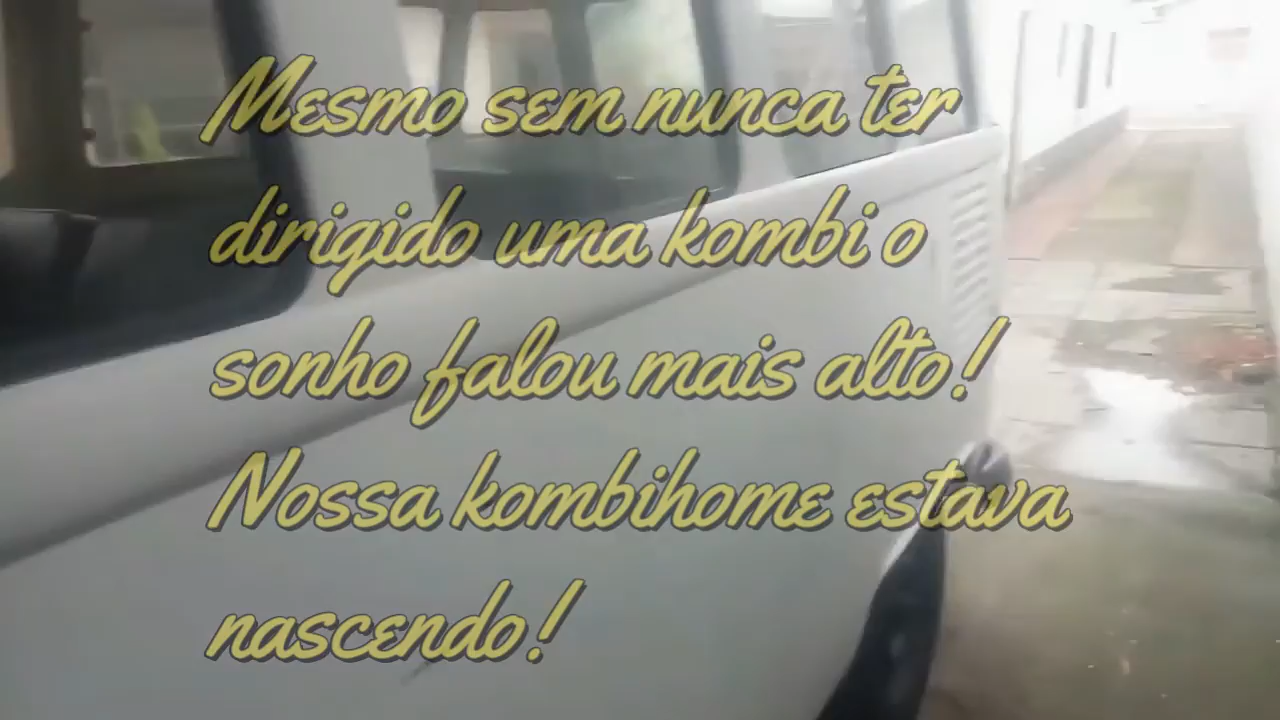 Mesmo sem nunca ter
dirigido uma kombi o
sonho falou mais alto!
Nossa kombihome estava
nascendo!